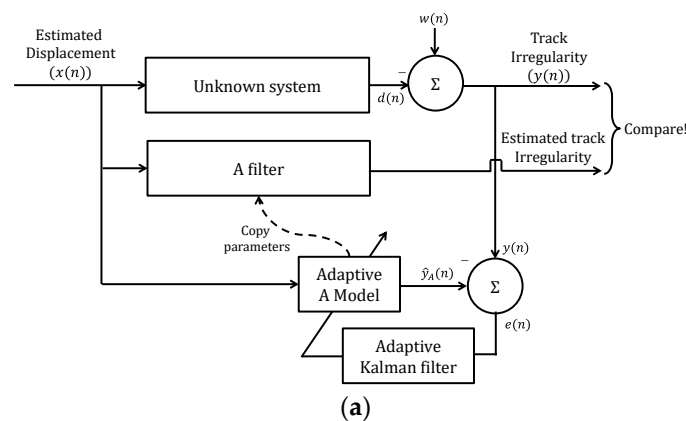 Estimated
Displacement
(x(n))
Unknown system
−
d(n)
w(n)
Σ
Track
Irregularity
(y(n))
A filter
Estimated track
Irregularity
Compare!
Copy
parameters
Adaptive
A Model
ŷ_A(n)
−
y(n)
Σ
e(n)
Adaptive
Kalman filter
(a)